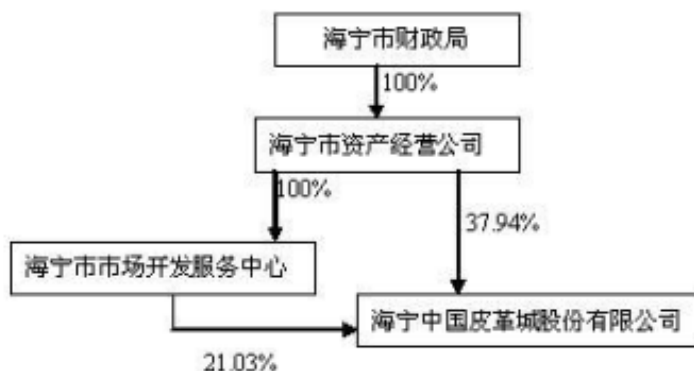 海宁市财政局
100%
海宁市资产经营公司
100%
37.94%
海宁市市场开发服务中心
海宁中国皮革城股份有限公司
21.03%